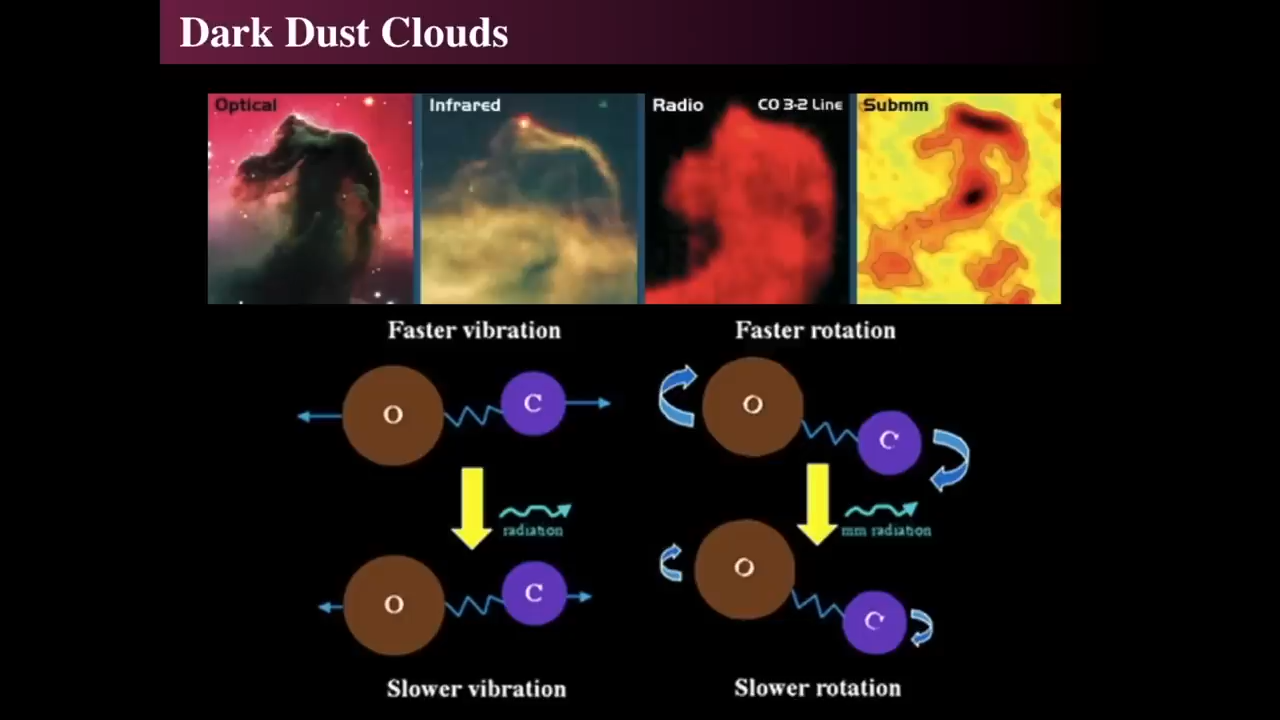 Dark Dust Clouds
Optical
Infrared
Radio
CO 3-2 Line
Submm
Faster vibration
Faster rotation
O
C
O
C
radiation
mm radiation
O
C
O
C
Slower vibration
Slower rotation